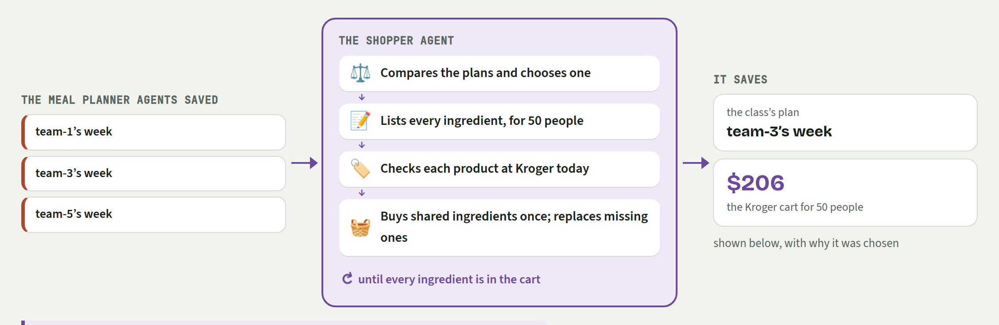 THE MEAL PLANNER AGENTS SAVED
team-1’s week
team-3’s week
team-5’s week
THE SHOPPER AGENT
Compares the plans and chooses one
Lists every ingredient, for 50 people
Checks each product at Kroger today
Buys shared ingredients once; replaces missing
ones
until every ingredient is in the cart
IT SAVES
the class’s plan
team-3’s week
$206
the Kroger cart for 50 people
shown below, with why it was chosen